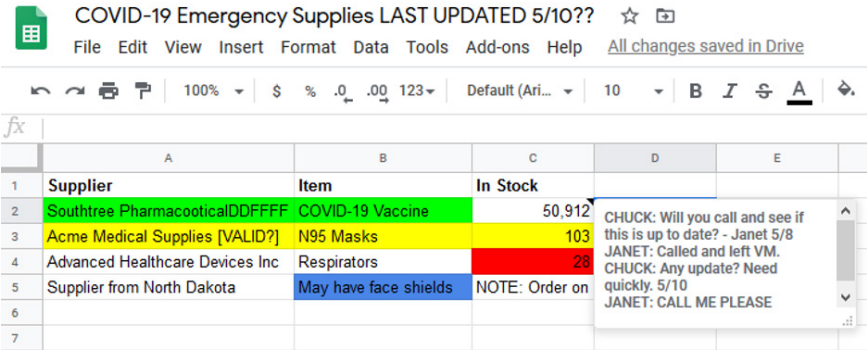 COVID-19 Emergency Supplies LAST UPDATED 5/10??
File Edit View Insert Format Data Tools Add-ons Help All changes saved in Drive
100% $ % .0 .00 123 Default (Ari... 10 B I S A
fx
A B C D E
1 Supplier Item In Stock
2 Southtree PharmacooticalDDFFFF COVID-19 Vaccine 50,912
3 Acme Medical Supplies [VALID?] N95 Masks 103
4 Advanced Healthcare Devices Inc Respirators 28
5 Supplier from North Dakota May have face shields NOTE: Order on
6
7
CHUCK: Will you call and see if
this is up to date? - Janet 5/8
JANET: Called and left VM.
CHUCK: Any update? Need
quickly. 5/10
JANET: CALL ME PLEASE